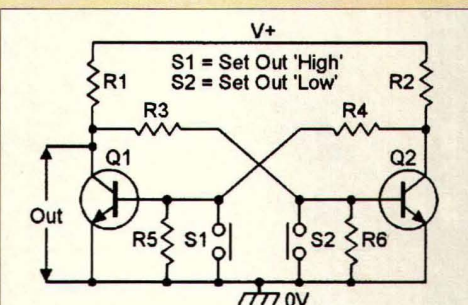 V+
S1 = Set Out 'High'
S2 = Set Out 'Low'
R1
R2
R3
R4
Q1
Q2
Out
R5
S1
S2
R6
0V